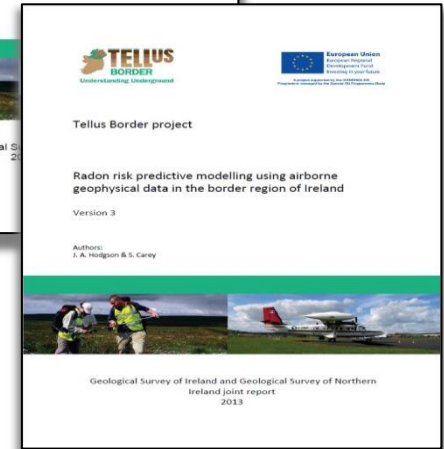 TELLUS
BORDER
Understanding Underground
European Union
European Regional
Development Fund
Investing in your future
Tellus Border project
Radon risk predictive modelling using airborne
geophysical data in the border region of Ireland
Version 3
Authors:
J. A. Hodgson & S. Carey
Geological Survey of Ireland and Geological Survey of Northern
Ireland joint report
2013